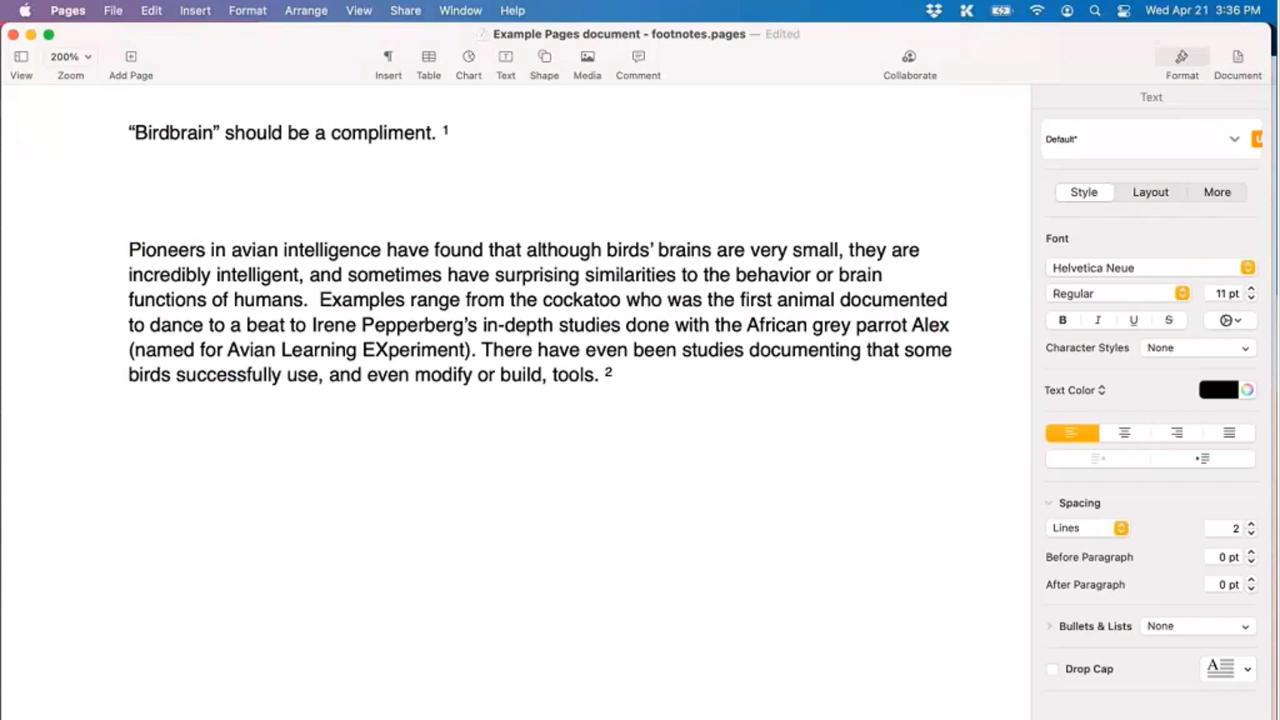 Pages File Edit Insert Format Arrange View Share Window Help Wed Apr 21 3:36 PM
Example Pages document - footnotes.pages — Edited
200%
View Zoom Add Page Insert Table Chart Text Shape Media Comment Collaborate Format Document
Text
“Birdbrain” should be a compliment. 1
Default*
Style Layout More
Pioneers in avian intelligence have found that although birds’ brains are very small, they are
incredibly intelligent, and sometimes have surprising similarities to the behavior or brain
functions of humans.  Examples range from the cockatoo who was the first animal documented
to dance to a beat to Irene Pepperberg’s in-depth studies done with the African grey parrot Alex
(named for Avian Learning EXperiment). There have even been studies documenting that some
birds successfully use, and even modify or build, tools. 2
Font
Helvetica Neue
Regular 11 pt
B I U S
Character Styles None
Text Color
Spacing
Lines 2
Before Paragraph 0 pt
After Paragraph 0 pt
Bullets & Lists None
Drop Cap A